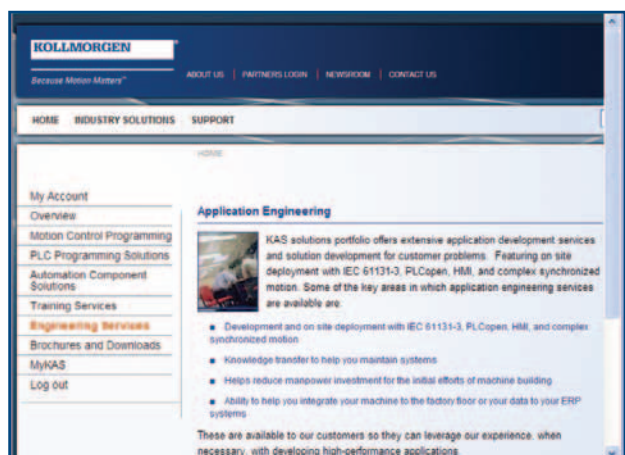 KOLLMORGEN
Because Motion Matters™
ABOUT US | PARTNERS LOGIN | NEWSROOM | CONTACT US
HOME INDUSTRY SOLUTIONS SUPPORT
HOME
My Account
Overview
Motion Control Programming
PLC Programming Solutions
Automation Component
Solutions
Training Services
Engineering Services
Brochures and Downloads
MyKAS
Log out
Application Engineering
KAS solutions portfolio offers extensive application development services
and solution development for customer problems. Featuring on site
deployment with IEC 61131-3, PLCopen, HMI, and complex synchronized
motion. Some of the key areas in which application engineering services
are available are:
Development and on site deployment with IEC 61131-3, PLCopen, HMI, and complex
synchronized motion
Knowledge transfer to help you maintain systems
Helps reduce manpower investment for the initial efforts of machine building
Ability to help you integrate your machine to the factory floor or your data to your ERP
systems
These are available to our customers so they can leverage our experience, when
necessary, with developing high-performance applications